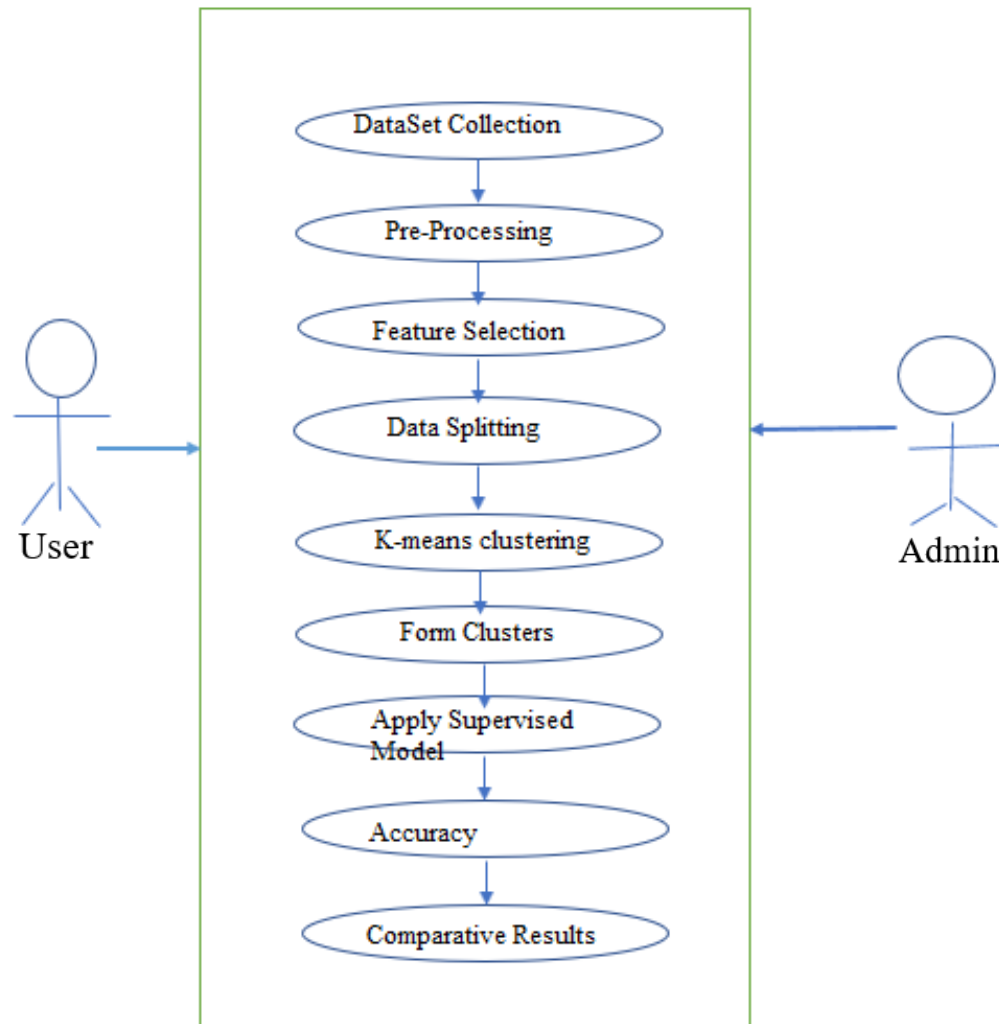 DataSet Collection
Pre-Processing
Feature Selection
Data Splitting
K-means clustering
Form Clusters
Apply Supervised
Model
Accuracy
Comparative Results
User
Admin